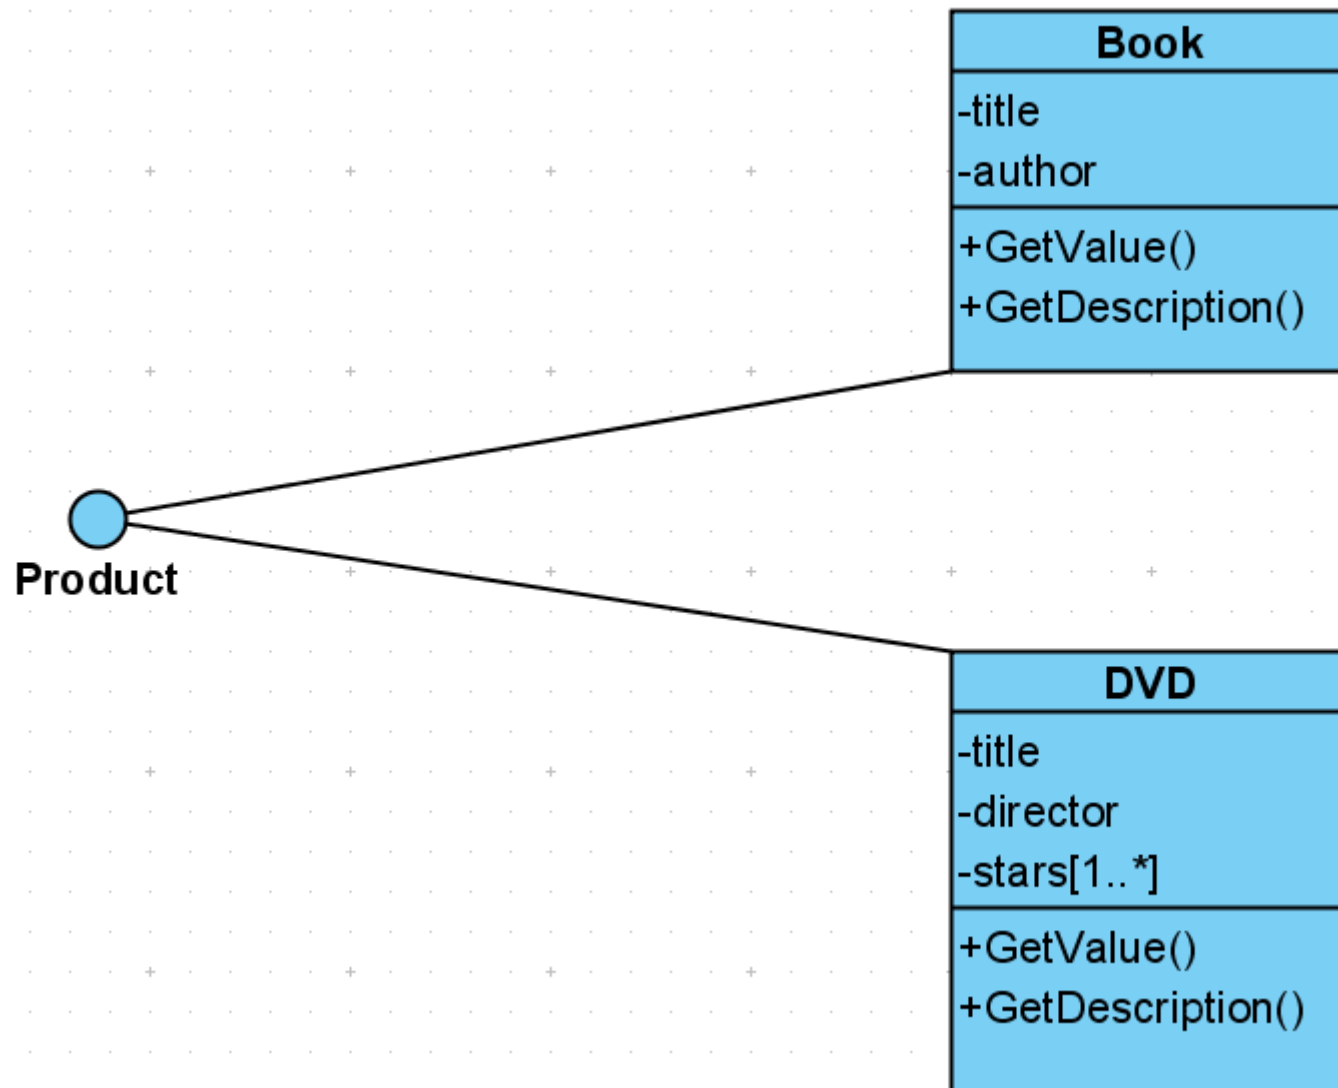 Book
-title
-author
+GetValue()
+GetDescription()
Product
DVD
-title
-director
-stars[1..*]
+GetValue()
+GetDescription()